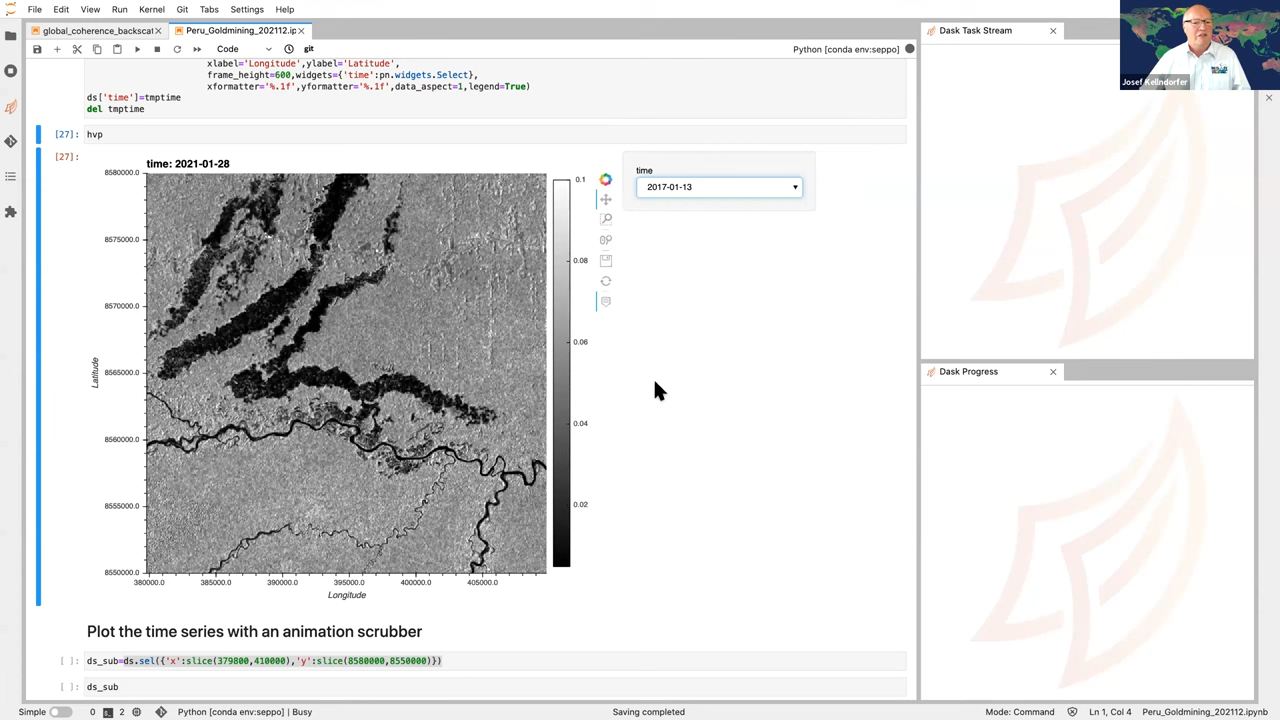 File Edit View Run Kernel Git Tabs Settings Help
global_coherence_backscat
Peru_Goldmining_202112.ip
Dask Task Stream
Josef Kellndorfer
Code
git
Python [conda env:seppo]
xlabel='Longitude',ylabel='Latitude',
frame_height=600,widgets={'time':pn.widgets.Select},
xformatter='%.1f',yformatter='%.1f',data_aspect=1,legend=True)
ds['time']=tmptime
del tmptime
[27]: hvp
[27]:
time: 2021-01-28
time
2017-01-13
8580000.0
8575000.0
8570000.0
8565000.0
8560000.0
8555000.0
8550000.0
Latitude
380000.0 385000.0 390000.0 395000.0 400000.0 405000.0
Longitude
0.1
0.08
0.06
0.04
0.02
Dask Progress
Plot the time series with an animation scrubber
[ ]: ds_sub=ds.sel({'x':slice(379800,410000),'y':slice(8580000,8550000)})
[ ]: ds_sub
Simple 0 2 Python [conda env:seppo] | Busy Saving completed Mode: Command Ln 1, Col 4 Peru_Goldmining_202112.ipynb